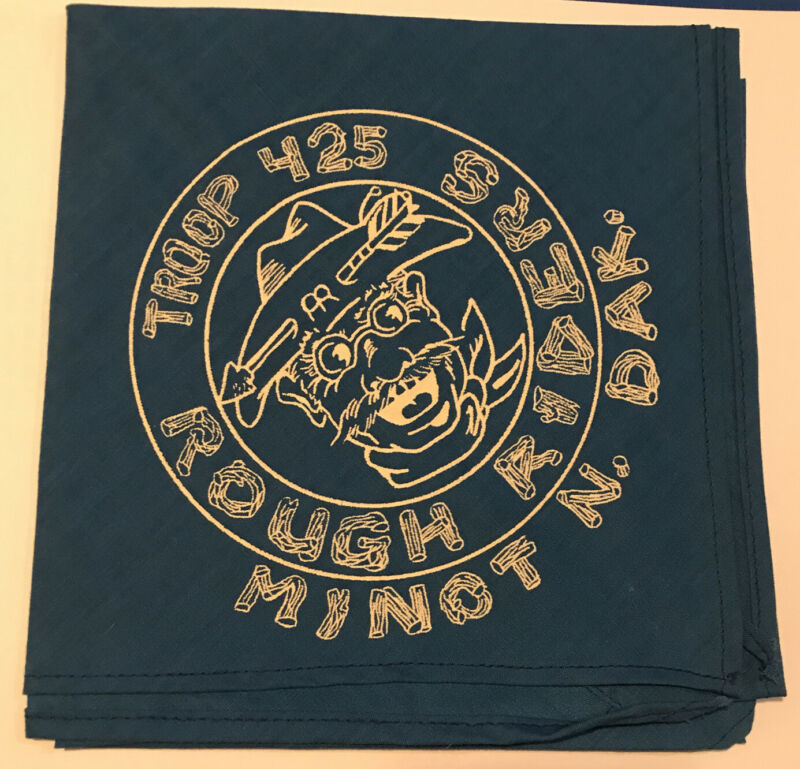 TROOP 425
ROUGH RIDERS
MINOT N. DAK.
RR